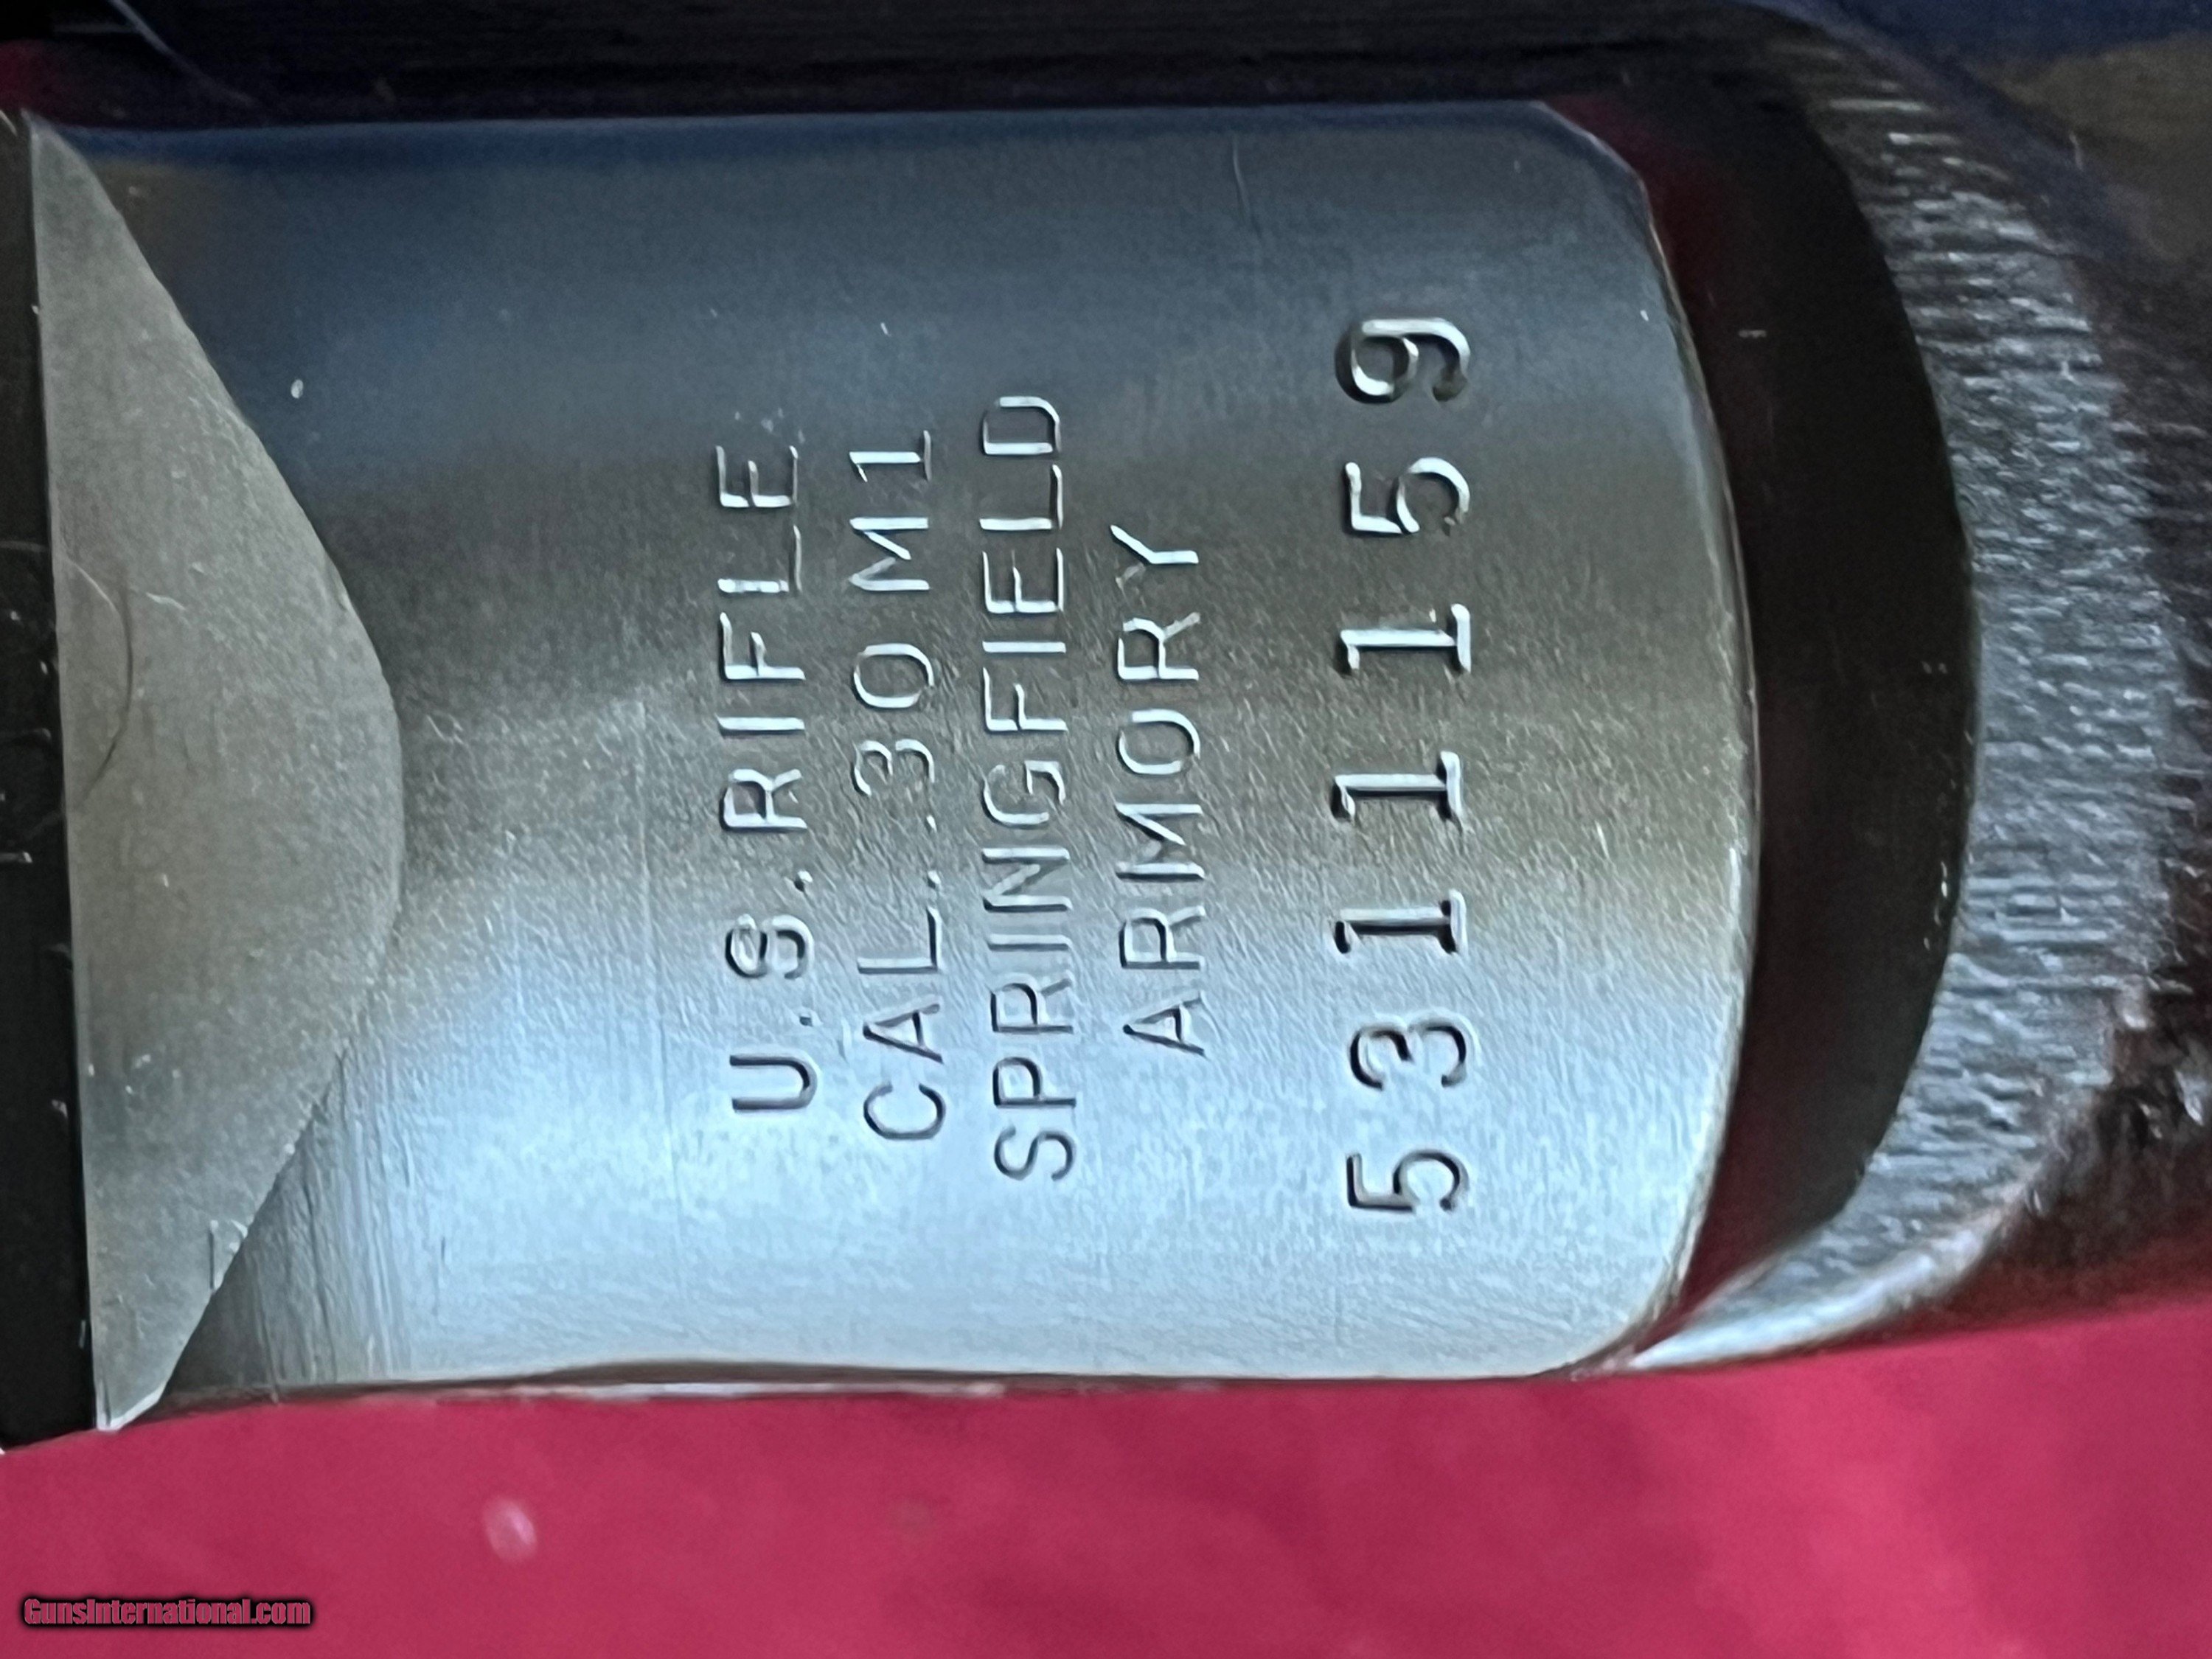 U.S. RIFLE
CAL. .30 M1
SPRINGFIELD
ARMORY
5311159
GunsInternational.com